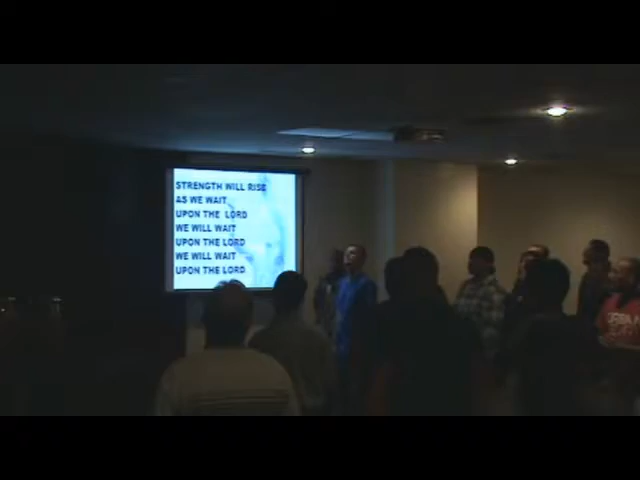 STRENGTH WILL RISE
AS WE WAIT
UPON THE LORD
WE WILL WAIT
UPON THE LORD
WE WILL WAIT
UPON THE LORD